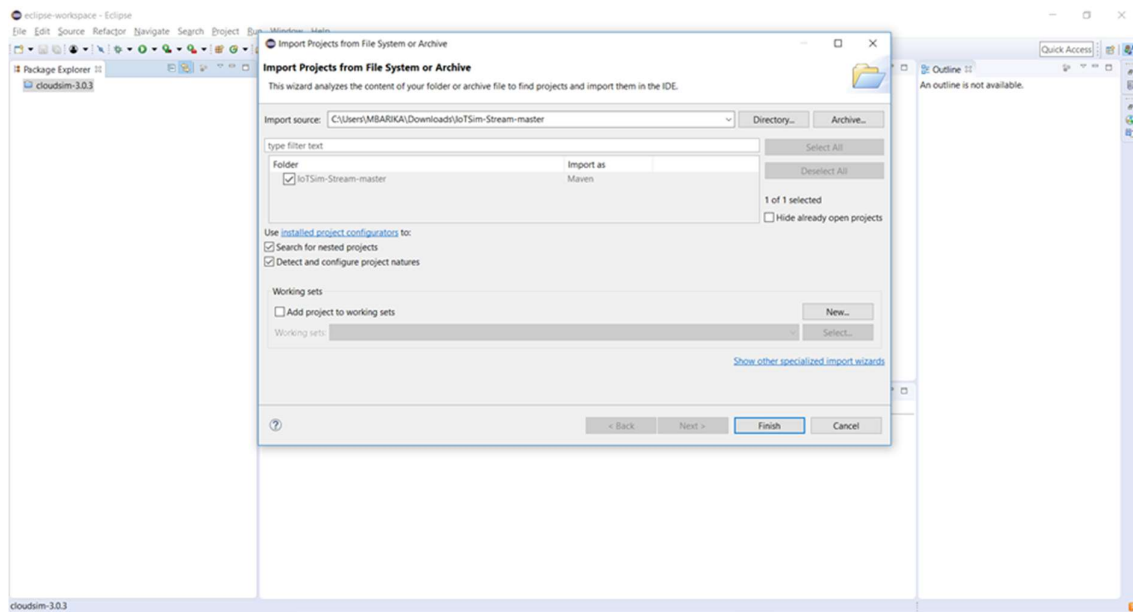 eclipse-workspace - Eclipse
File Edit Source Refactor Navigate Search Project Run Window Help
Quick Access
Package Explorer
cloudsim-3.0.3
Import Projects from File System or Archive
Import Projects from File System or Archive
This wizard analyzes the content of your folder or archive file to find projects and import them in the IDE.
Import source: C:\Users\MBARIKA\Downloads\IoTSim-Stream-master Directory... Archive...
type filter text Select All
Folder Import as
IoTSim-Stream-master Maven
Deselect All
1 of 1 selected
Hide already open projects
Use installed project configurators to:
Search for nested projects
Detect and configure project natures
Working sets
Add project to working sets New...
Working sets: Select...
Show other specialized import wizards
? < Back Next > Finish Cancel
Outline
An outline is not available.
cloudsim-3.0.3